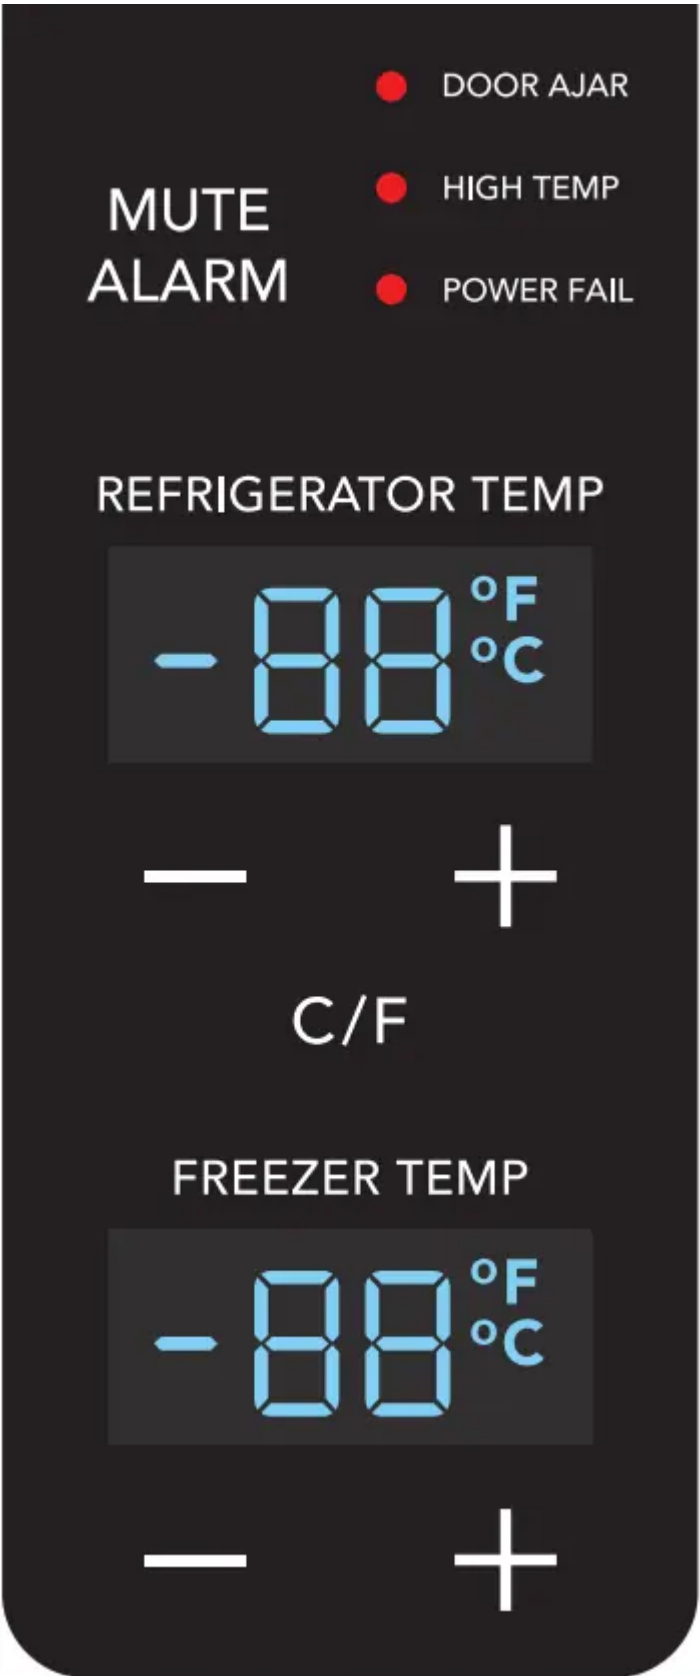 DOOR AJAR
HIGH TEMP
POWER FAIL
MUTE
ALARM
REFRIGERATOR TEMP
-88 °F
°C
− +
C/F
FREEZER TEMP
-88 °F
°C
− +